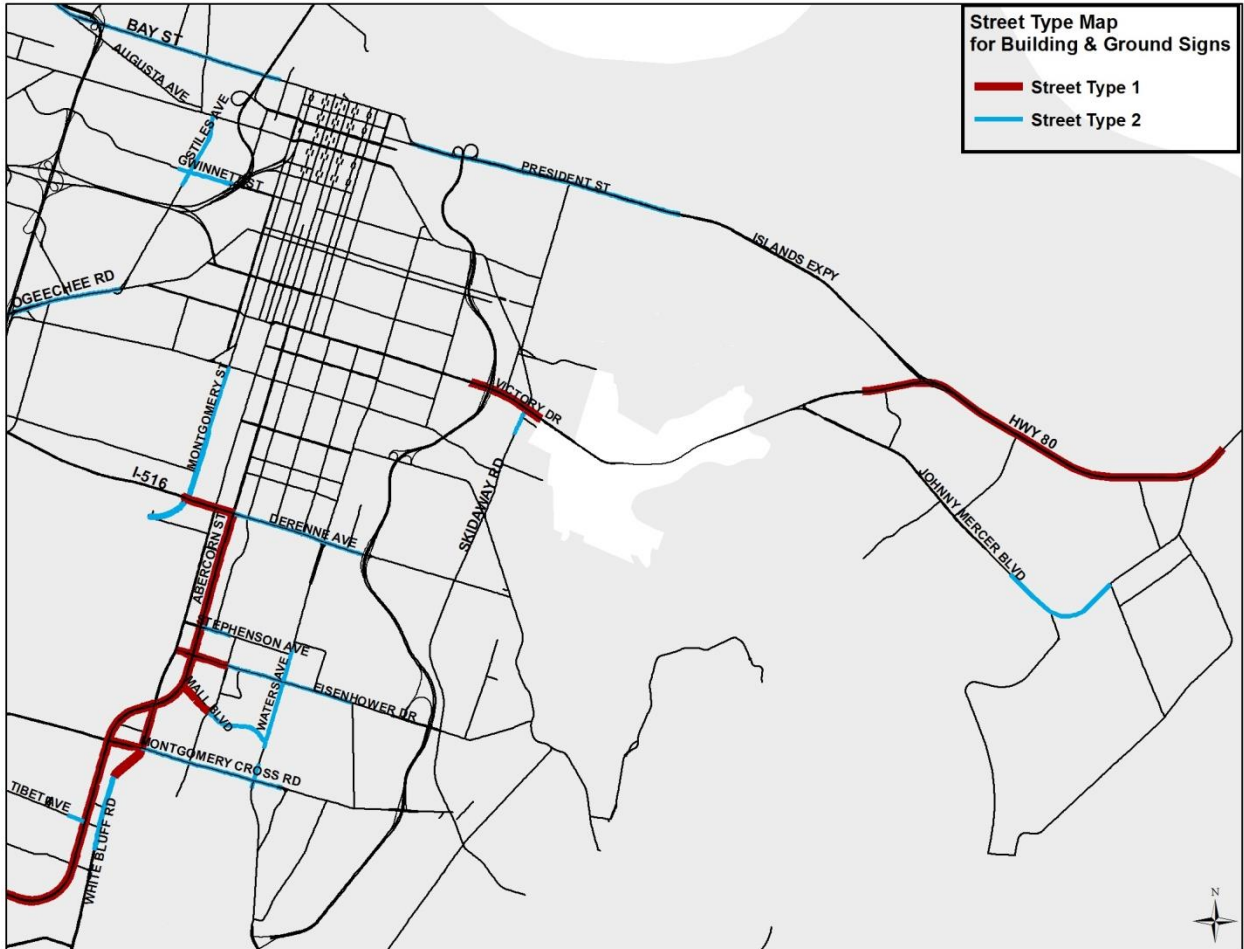 Street Type Map
for Building & Ground Signs
Street Type 1
Street Type 2
BAY ST
AUGUSTA AVE
STILES AVE
GWINNETT ST
PRESIDENT ST
ISLANDS EXPY
OGEECHEE RD
MONTGOMERY ST
VICTORY DR
HWY 80
I-516
JOHNNY MERCER BLVD
SKIDAWAY RD
DERENNE AVE
ABERCORN ST
STEPHENSON AVE
MALL BLVD
WATERS AVE
EISENHOWER DR
MONTGOMERY CROSS RD
TIBET AVE
WHITE BLUFF RD
N